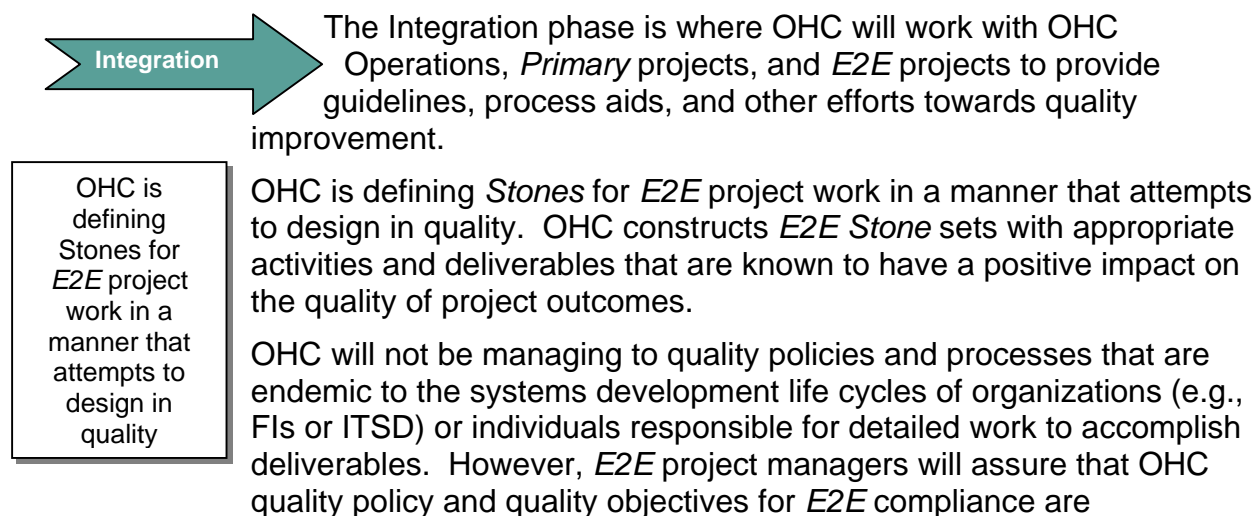 Integration
The Integration phase is where OHC will work with OHC
Operations, Primary projects, and E2E projects to provide
guidelines, process aids, and other efforts towards quality
improvement.
OHC is
defining
Stones for
E2E project
work in a
manner that
attempts to
design in
quality
OHC is defining Stones for E2E project work in a manner that attempts
to design in quality.  OHC constructs E2E Stone sets with appropriate
activities and deliverables that are known to have a positive impact on
the quality of project outcomes.
OHC will not be managing to quality policies and processes that are
endemic to the systems development life cycles of organizations (e.g.,
FIs or ITSD) or individuals responsible for detailed work to accomplish
deliverables.  However, E2E project managers will assure that OHC
quality policy and quality objectives for E2E compliance are